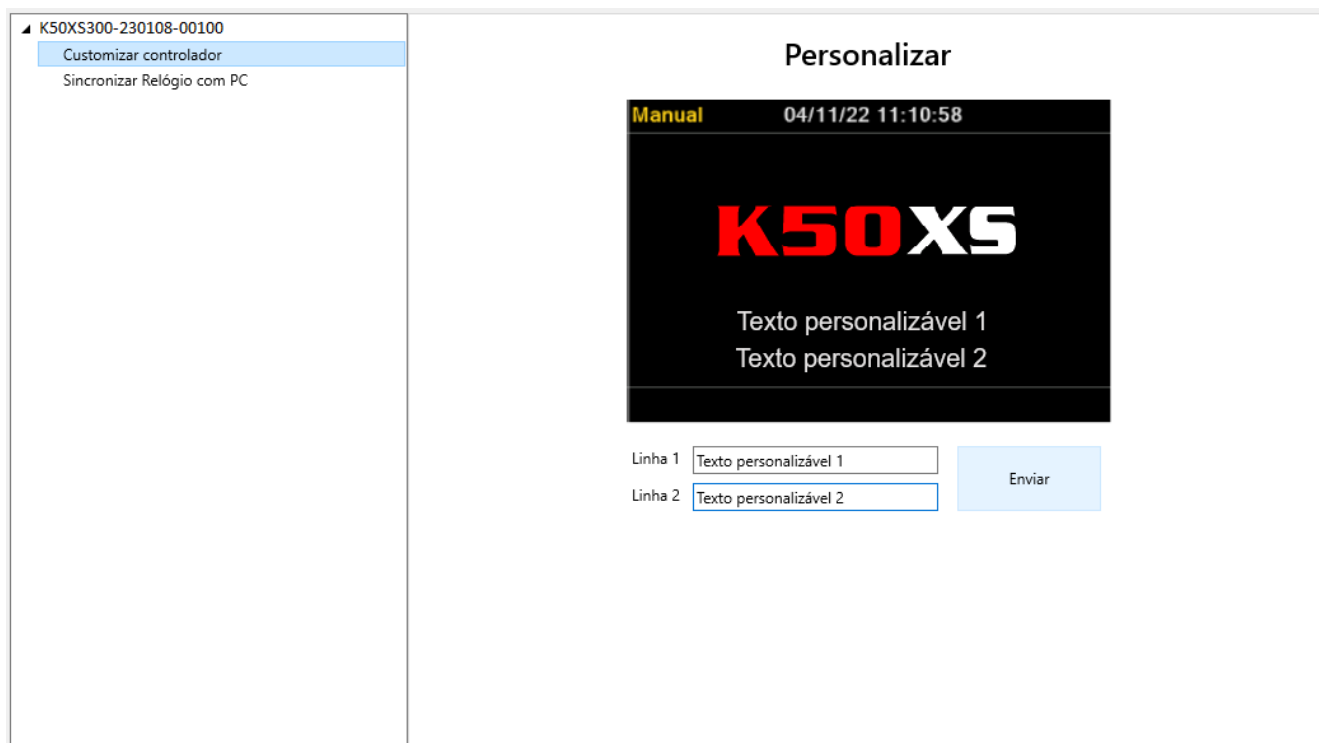 K50XS300-230108-00100
Customizar controlador
Sincronizar Relógio com PC
Personalizar
Manual 04/11/22 11:10:58
K50XS
Texto personalizável 1
Texto personalizável 2
Linha 1 Texto personalizável 1
Linha 2 Texto personalizável 2
Enviar